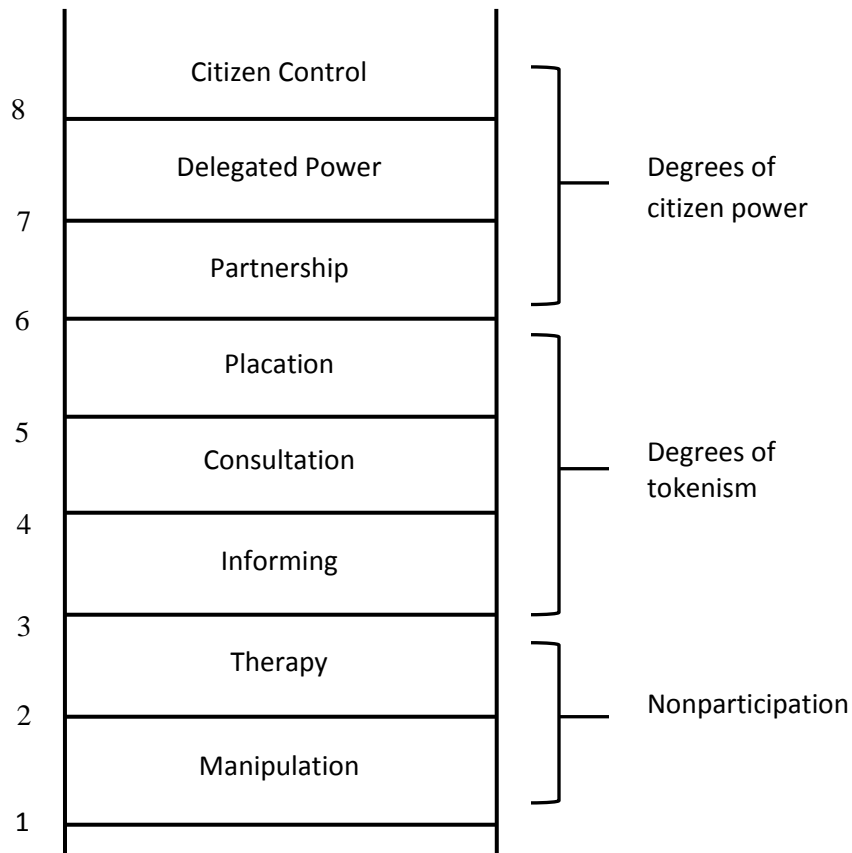 Citizen Control
8
Delegated Power
Degrees of
citizen power
7
Partnership
6
Placation
5
Consultation
Degrees of
tokenism
4
Informing
3
Therapy
Nonparticipation
2
Manipulation
1